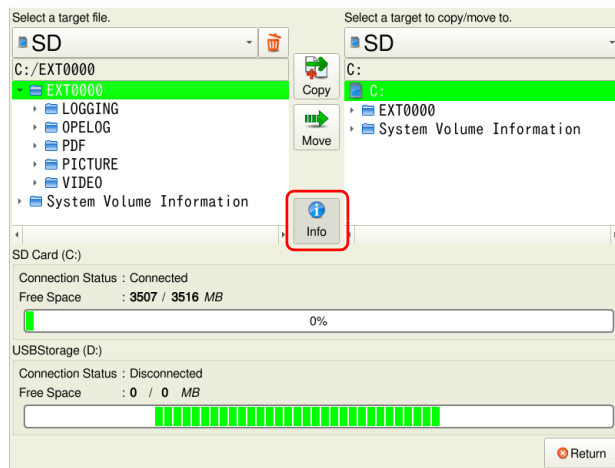 Select a target file.
Select a target to copy/move to.
SD
SD
C:/EXT0000
C:
EXT0000
LOGGING
OPELOG
PDF
PICTURE
VIDEO
System Volume Information
Copy
Move
Info
C:
EXT0000
System Volume Information
SD Card (C:)
Connection Status : Connected
Free Space : 3507 / 3516 MB
0%
USBStorage (D:)
Connection Status : Disconnected
Free Space : 0 / 0 MB
Return